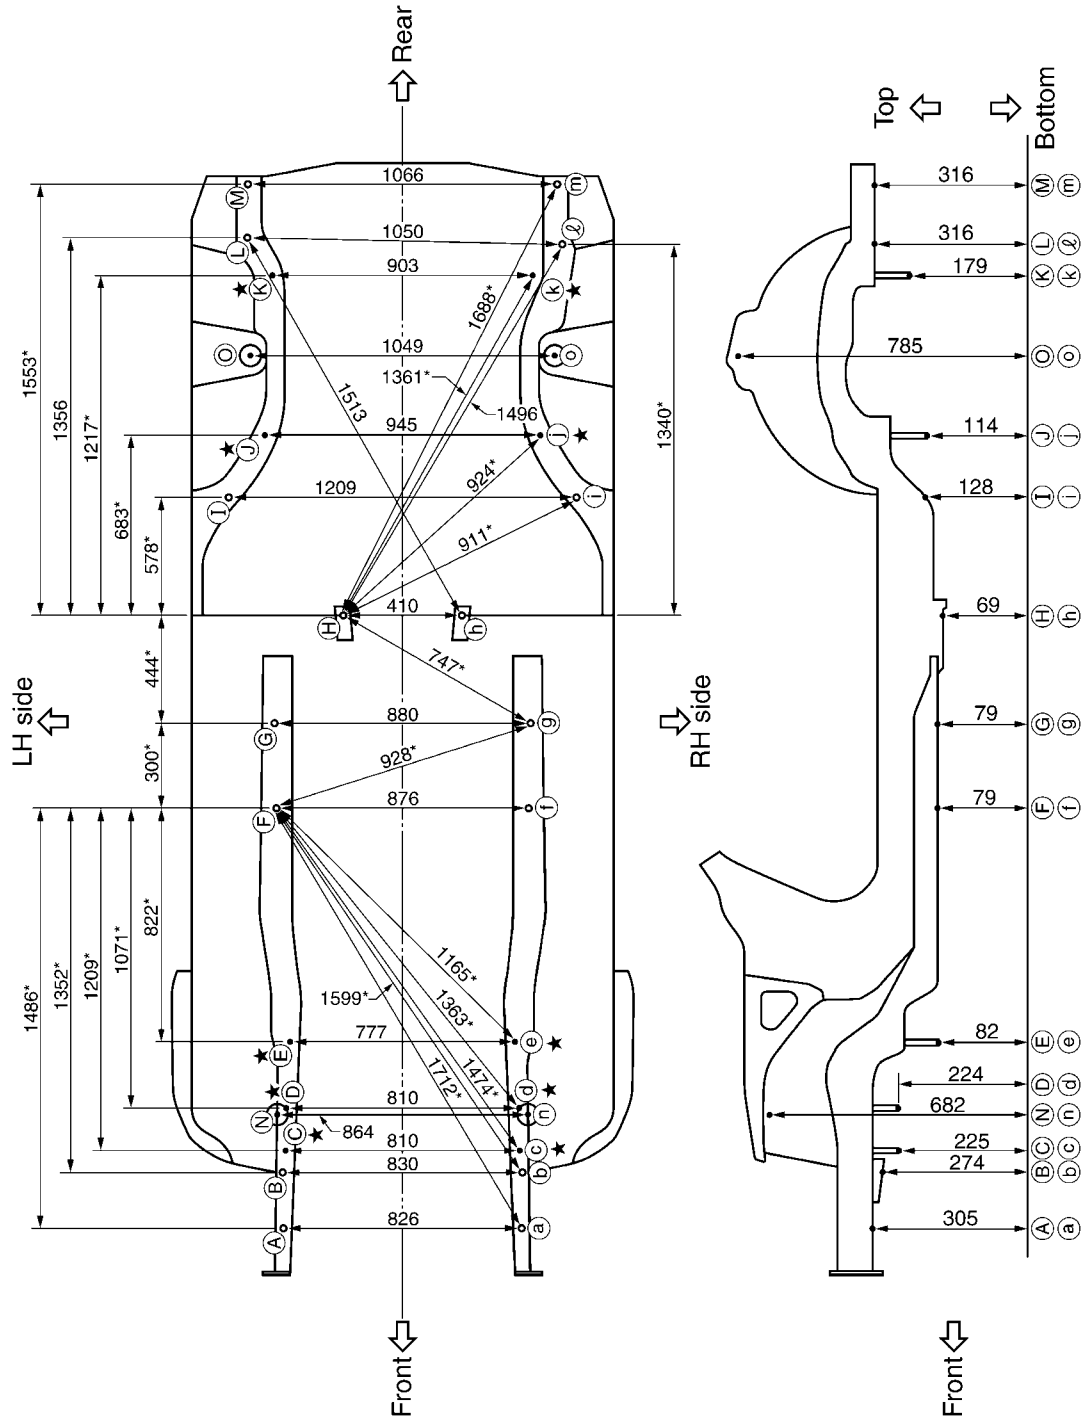 Rear
Front
LH side
RH side
1553*
1356
1217*
683*
578*
444*
300*
1486*
1352*
1209*
1071*
822*
1066
1050
903
1049
945
1209
410
880
876
777
810
864
810
830
826
1688*
1361*
1496
1513
924*
911*
1340*
747*
928*
1165*
1363*
1474*
1599*
1712*
M
L
★ K
O
★ J
I
H
G
F
★ E
★ D
N
C ★
B
A
m
ℓ
k ★
o
j ★
i
h
g
f
e ★
d ★
n
c ★
b
a
Top
Bottom
Front
316
316
179
785
114
128
69
79
79
82
224
682
225
274
305
M m
L ℓ
K k
O o
J j
I i
H h
G g
F f
E e
D d
N n
C c
B b
A a